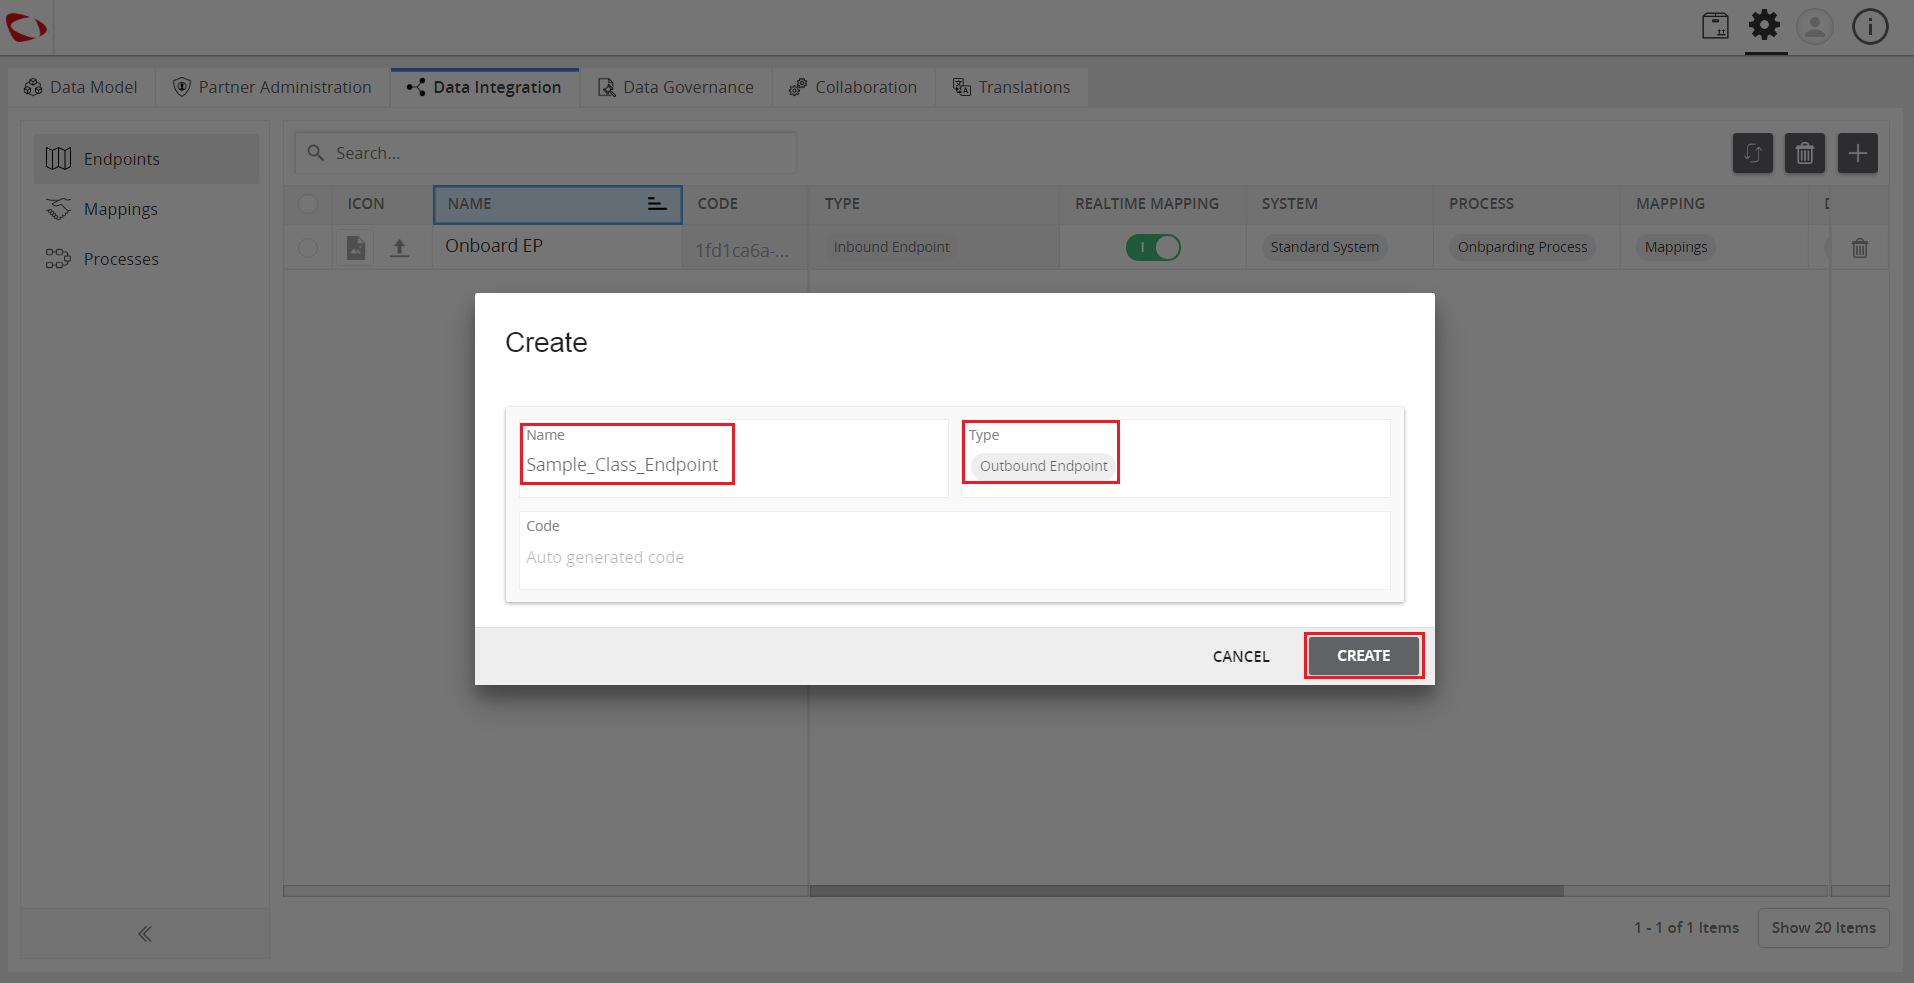 Data Model
Partner Administration
Data Integration
Data Governance
Collaboration
Translations
Endpoints
Mappings
Processes
Search...
ICON
NAME
CODE
TYPE
REALTIME MAPPING
SYSTEM
PROCESS
MAPPING
Onboard EP
1fd1ca6a-...
Inbound Endpoint
Standard System
Onbparding Process
Mappings
Create
Name
Sample_Class_Endpoint
Type
Outbound Endpoint
Code
Auto generated code
CANCEL
CREATE
1 - 1 of 1 Items
Show 20 Items